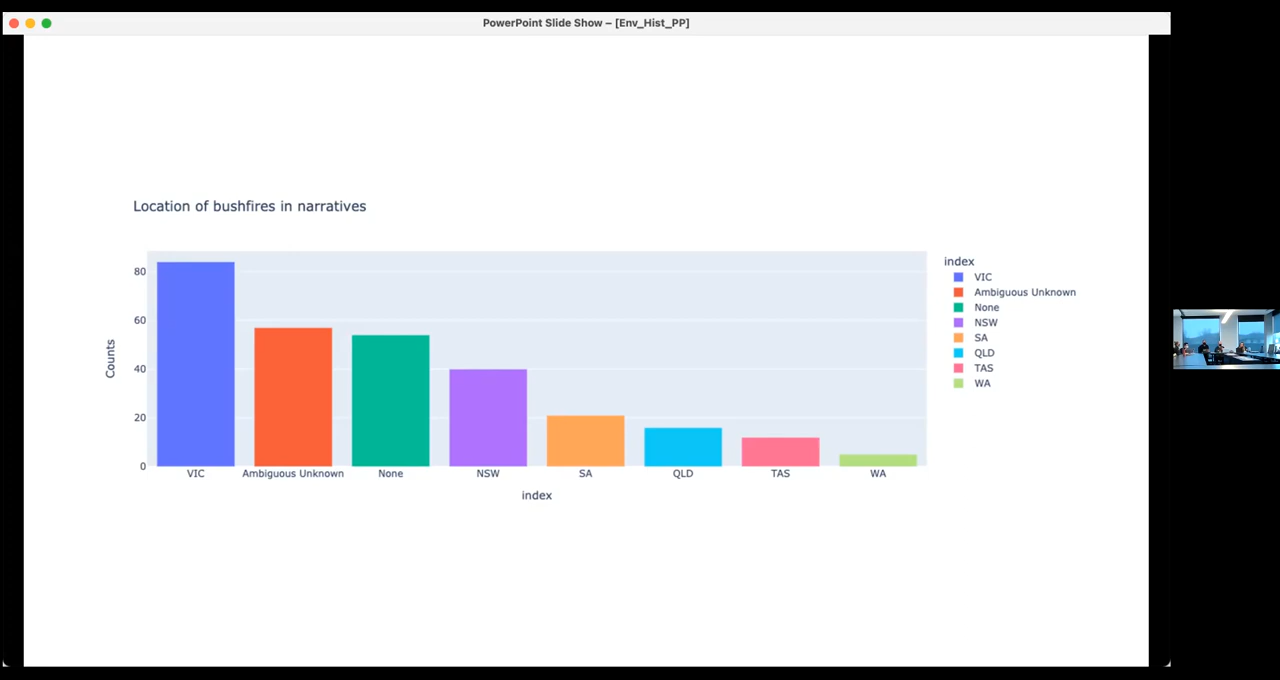 PowerPoint Slide Show – [Env_Hist_PP]
Location of bushfires in narratives
80
60
40
20
0
Counts
VIC
Ambiguous Unknown
None
NSW
SA
QLD
TAS
WA
index
index
VIC
Ambiguous Unknown
None
NSW
SA
QLD
TAS
WA